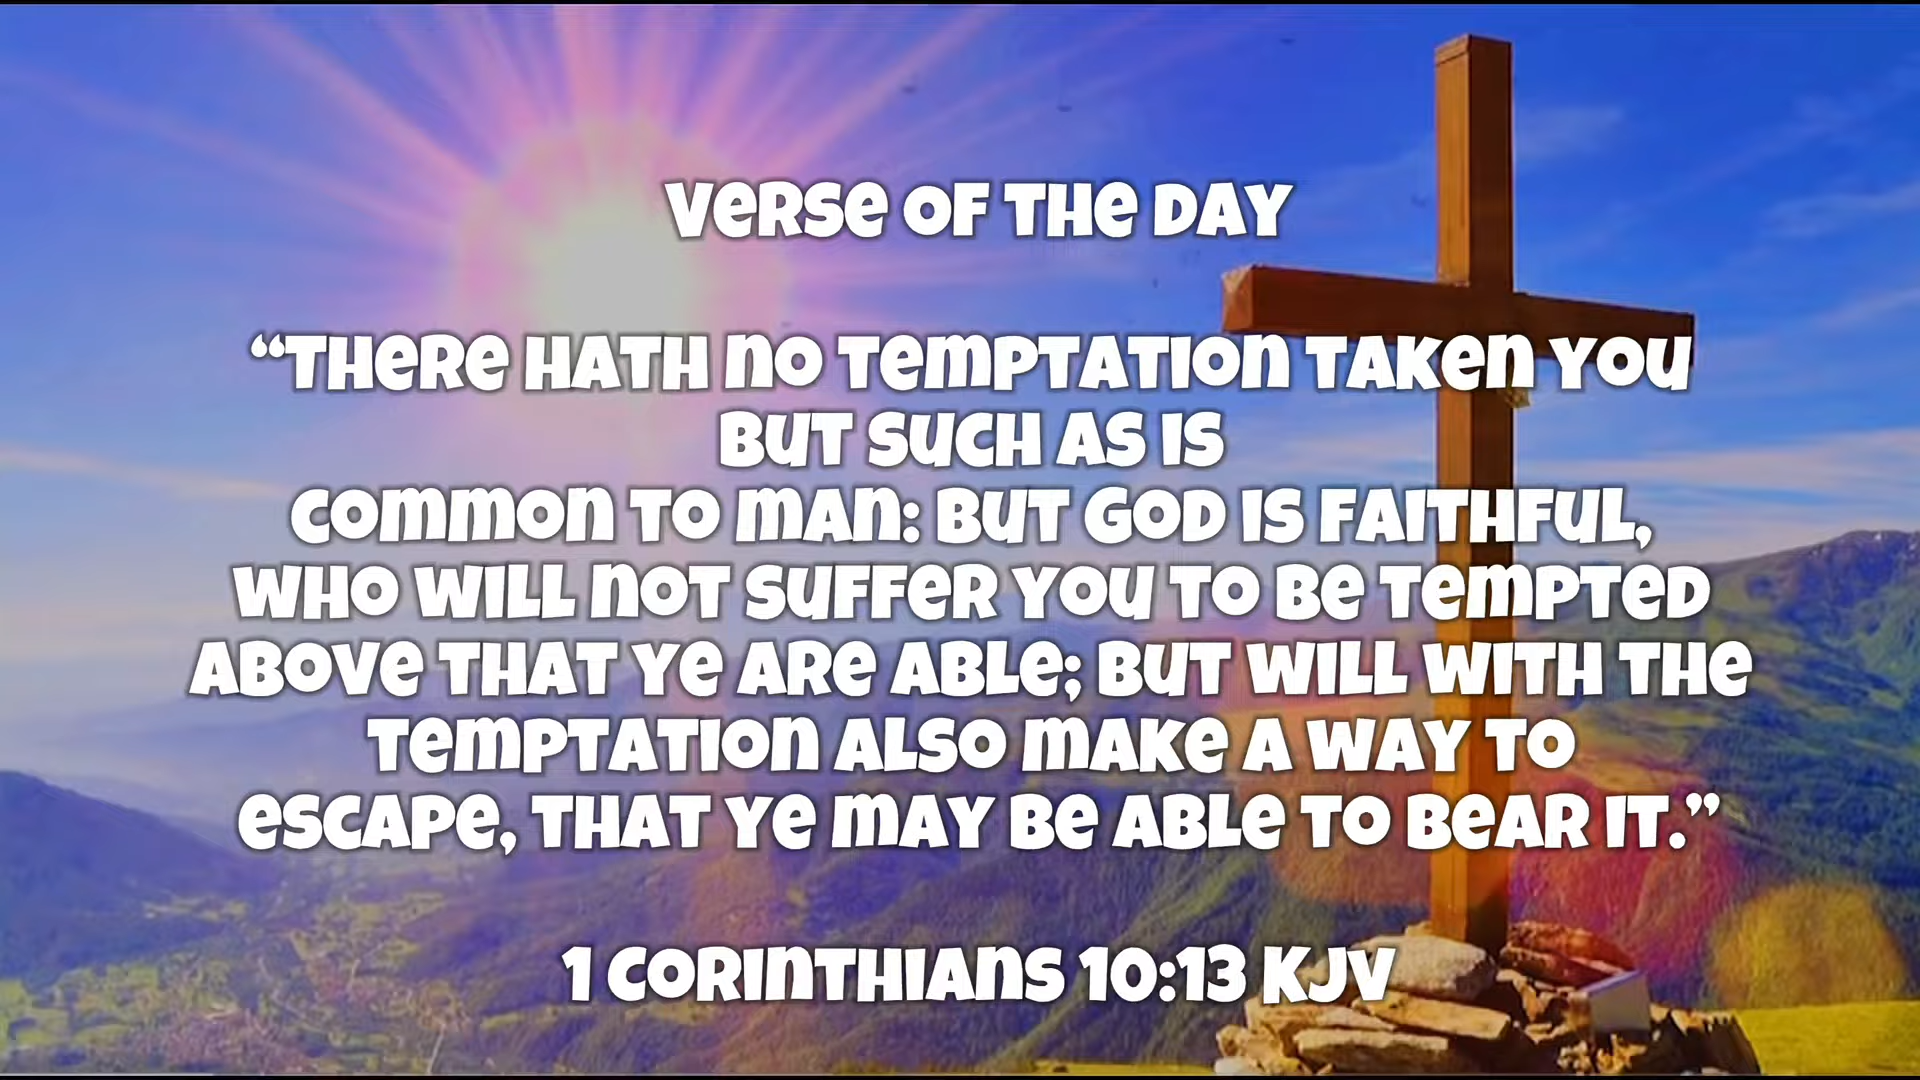 VERSE OF THE DAY
“THERE HATH NO TEMPTATION TAKEN YOU
BUT SUCH AS IS
COMMON TO MAN: BUT GOD IS FAITHFUL,
WHO WILL NOT SUFFER YOU TO BE TEMPTED
ABOVE THAT YE ARE ABLE; BUT WILL WITH THE
TEMPTATION ALSO MAKE A WAY TO
ESCAPE, THAT YE MAY BE ABLE TO BEAR IT.”
1 CORINTHIANS 10:13 KJV